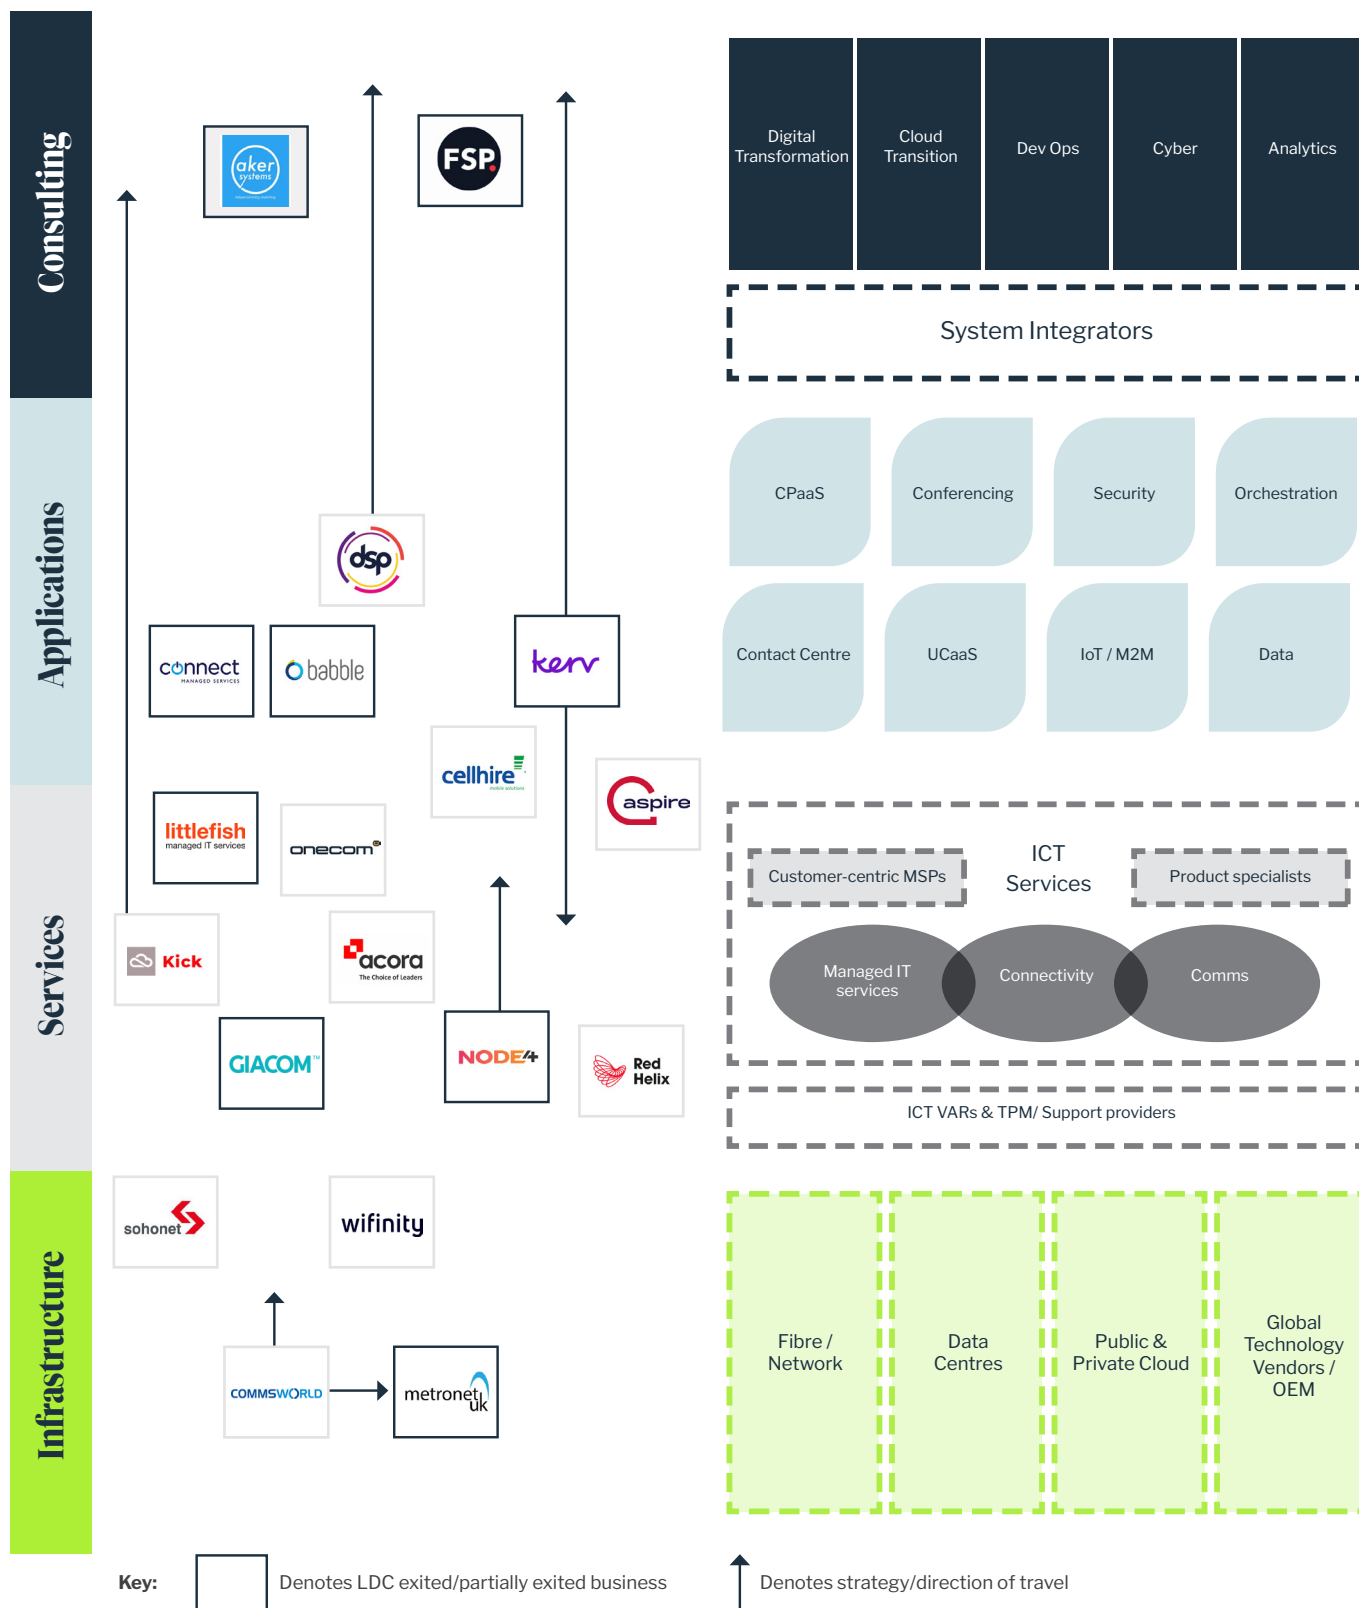 Consulting
aker
systems
FSP.
Digital
Transformation
Cloud
Transition
Dev Ops
Cyber
Analytics
System Integrators
Applications
dsp
connect
MANAGED SERVICES
babble
kerv
cellhire
mobile solutions
aspire
CPaaS
Conferencing
Security
Orchestration
Contact Centre
UCaaS
IoT / M2M
Data
Services
littlefish
managed IT services
onecom
Kick
acora
The Choice of Leaders
GIACOM™
NODE4
Red
Helix
ICT
Services
Customer-centric MSPs
Product specialists
Managed IT
services
Connectivity
Comms
ICT VARs & TPM/ Support providers
Infrastructure
sohonet
wifinity
COMMSWORLD
metronet
uk
Fibre /
Network
Data
Centres
Public &
Private Cloud
Global
Technology
Vendors /
OEM
Key:
Denotes LDC exited/partially exited business
Denotes strategy/direction of travel